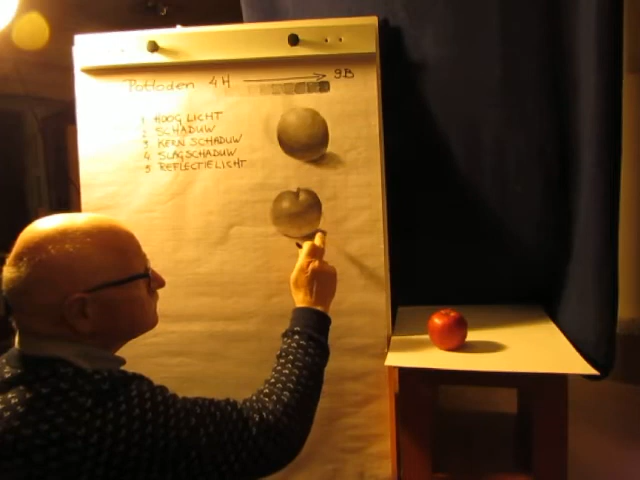 Potloden 4H 9B
1 HOOG LICHT
2 SCHADUW
3 KERN SCHADUW
4 SLAGSCHADUW
5 REFLECTIELICHT